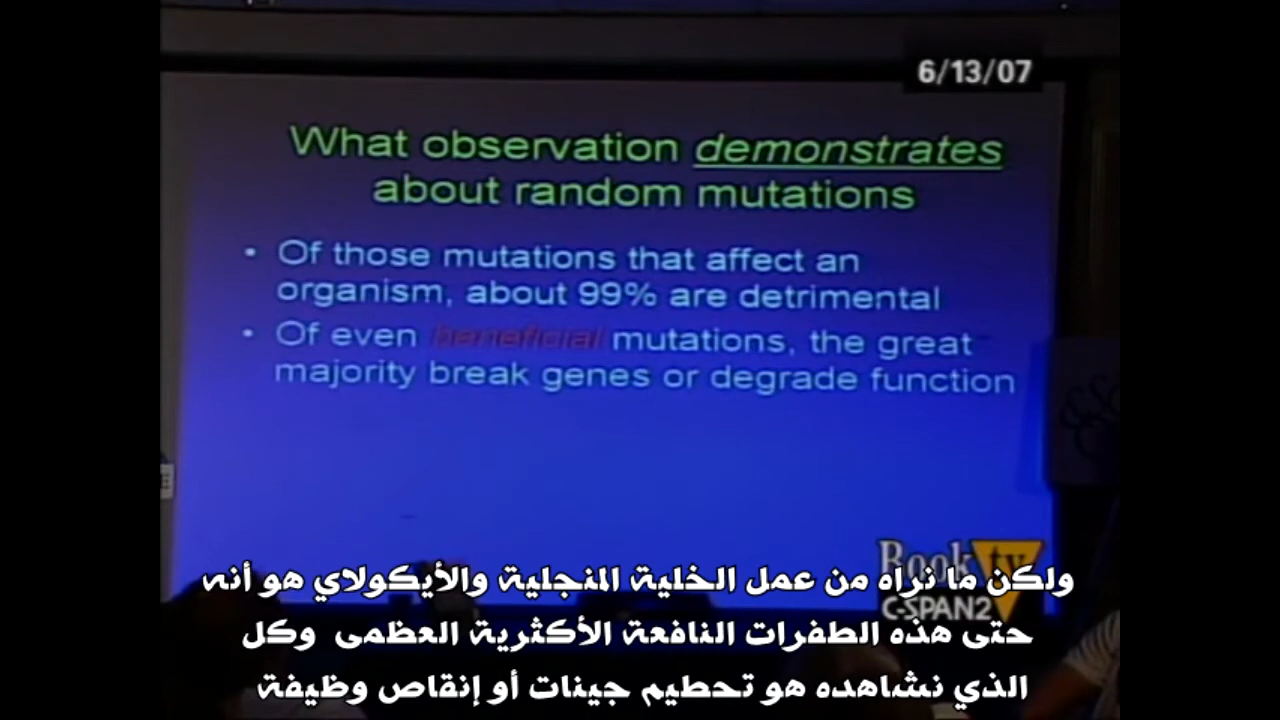 6/13/07
What observation demonstrates
about random mutations
• Of those mutations that affect an
organism, about 99% are detrimental
• Of even beneficial mutations, the great
majority break genes or degrade function
Book tv
C-SPAN2
ولكن ما نراه من عمل الخلية المنجلية والأيكولاي هو أنه
حتى هذه الطفرات النافعة الأكثرية العظمى وكل
الذي نشاهده هو تحطيم جينات أو إنقاص وظيفة